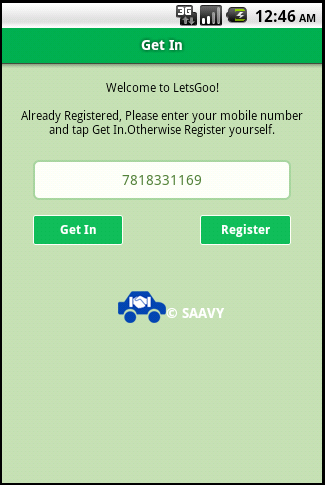 3G 12:46 AM
Get In
Welcome to LetsGoo!
Already Registered, Please enter your mobile number
and tap Get In.Otherwise Register yourself.
7818331169
Get In Register
© SAAVY